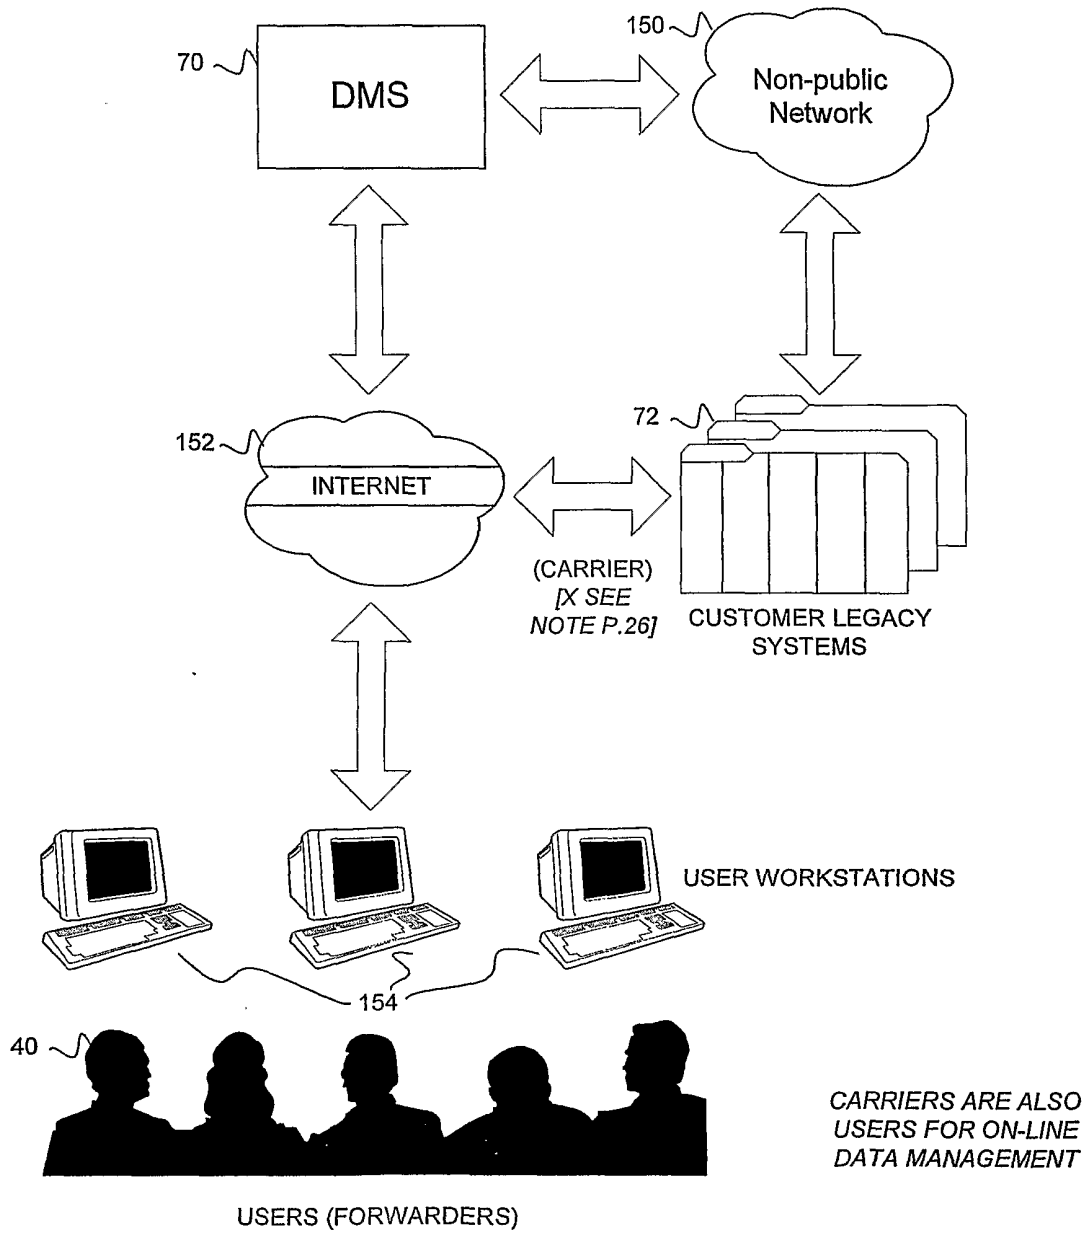 150
70
DMS
Non-public
Network
152
INTERNET
72
(CARRIER)
[X SEE
NOTE P.26]
CUSTOMER LEGACY
SYSTEMS
USER WORKSTATIONS
154
40
CARRIERS ARE ALSO
USERS FOR ON-LINE
DATA MANAGEMENT
USERS (FORWARDERS)